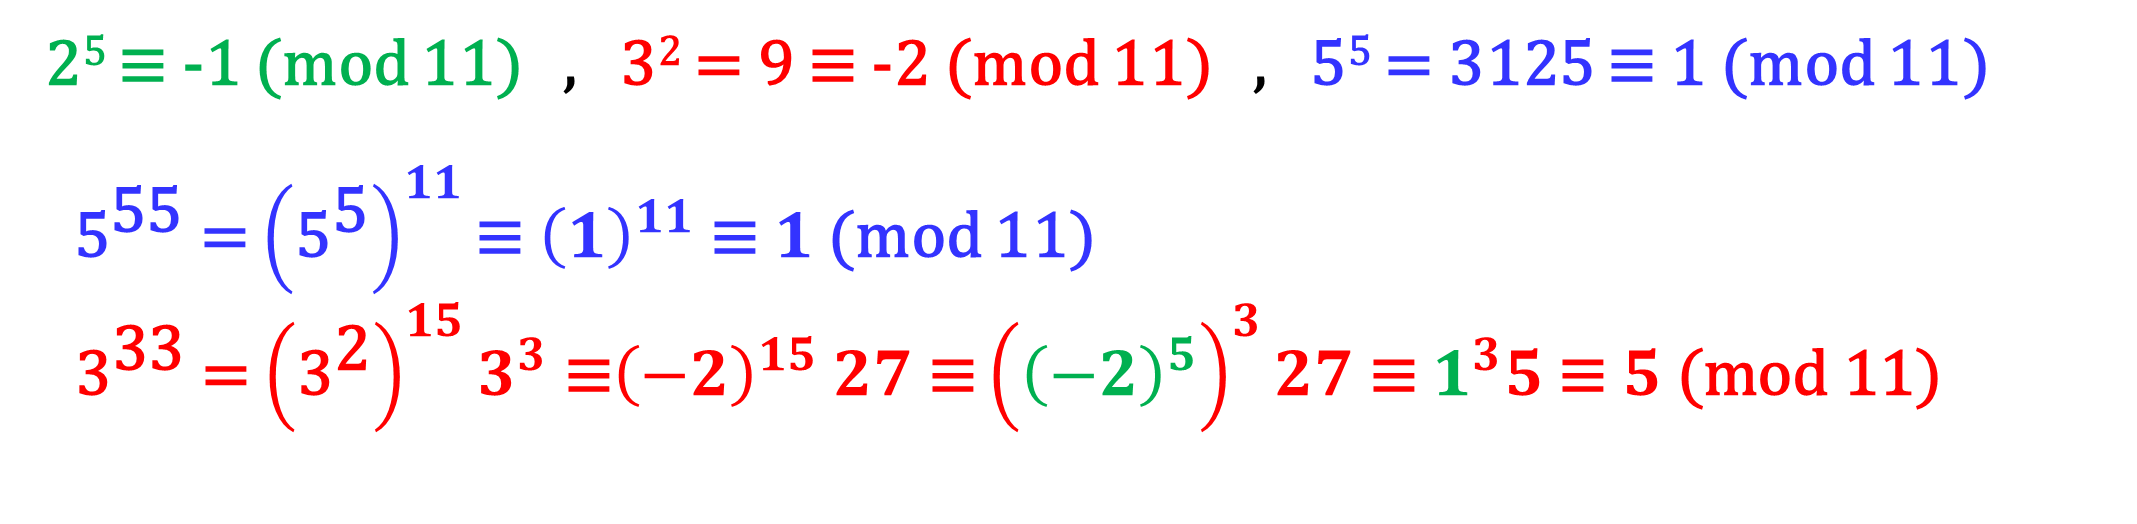 2⁵ ≡ -1 (mod 11) , 3² = 9 ≡ -2 (mod 11) , 5⁵ = 3125 ≡ 1 (mod 11)
5⁵⁵ = (5⁵)¹¹ ≡ (1)¹¹ ≡ 1 (mod 11)
3³³ = (3²)¹⁵ 3³ ≡ (−2)¹⁵ 27 ≡ ((−2)⁵)³ 27 ≡ 1³5 ≡ 5 (mod 11)